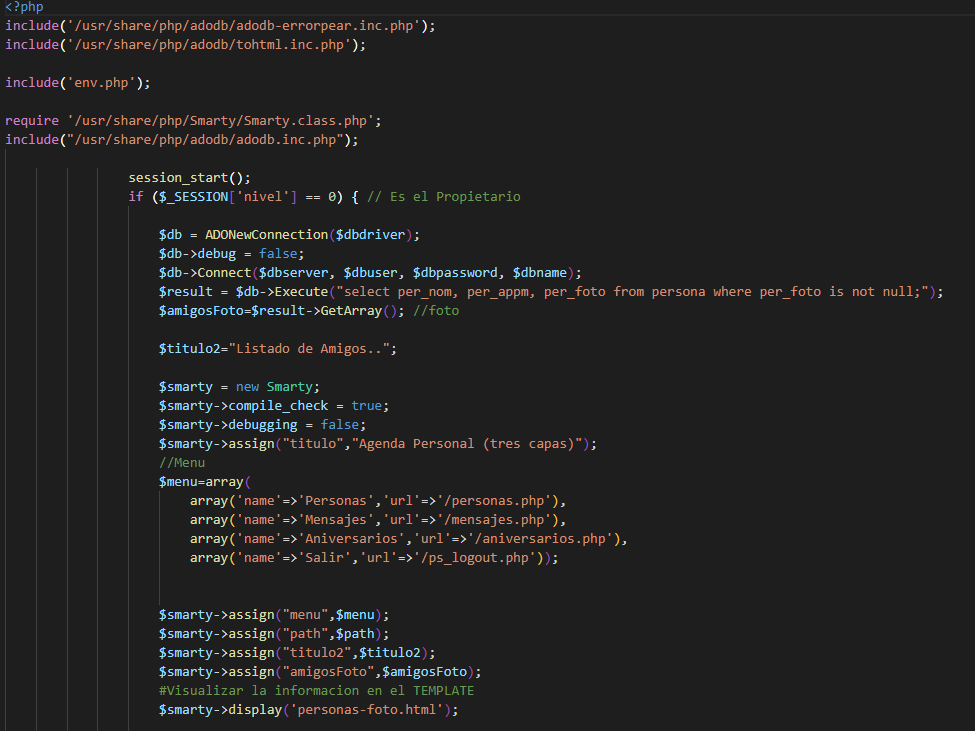 <?php
include('/usr/share/php/adodb/adodb-errorpear.inc.php');
include('/usr/share/php/adodb/tohtml.inc.php');
include('env.php');
require '/usr/share/php/Smarty/Smarty.class.php';
include("/usr/share/php/adodb/adodb.inc.php");
session_start();
if ($_SESSION['nivel'] == 0) { // Es el Propietario
$db = ADONewConnection($dbdriver);
$db->debug = false;
$db->Connect($dbserver, $dbuser, $dbpassword, $dbname);
$result = $db->Execute("select per_nom, per_appm, per_foto from persona where per_foto is not null;");
$amigosFoto=$result->GetArray(); //foto
$titulo2="Listado de Amigos..";
$smarty = new Smarty;
$smarty->compile_check = true;
$smarty->debugging = false;
$smarty->assign("titulo","Agenda Personal (tres capas)");
//Menu
$menu=array(
array('name'=>'Personas','url'=>'/personas.php'),
array('name'=>'Mensajes','url'=>'/mensajes.php'),
array('name'=>'Aniversarios','url'=>'/aniversarios.php'),
array('name'=>'Salir','url'=>'/ps_logout.php'));
$smarty->assign("menu",$menu);
$smarty->assign("path",$path);
$smarty->assign("titulo2",$titulo2);
$smarty->assign("amigosFoto",$amigosFoto);
#Visualizar la informacion en el TEMPLATE
$smarty->display('personas-foto.html');